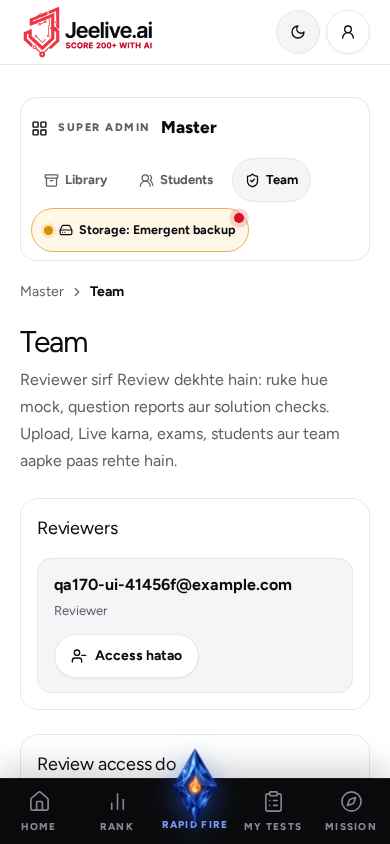 Jeelive.ai
SCORE 200+ WITH AI
SUPER ADMIN Master
Library Students Team
Storage: Emergent backup
Master > Team
Team
Reviewer sirf Review dekhte hain: ruke hue
mock, question reports aur solution checks.
Upload, Live karna, exams, students aur team
aapke paas rehte hain.
Reviewers
qa170-ui-41456f@example.com
Reviewer
Access hatao
Review access do
HOME RANK RAPID FIRE MY TESTS MISSION